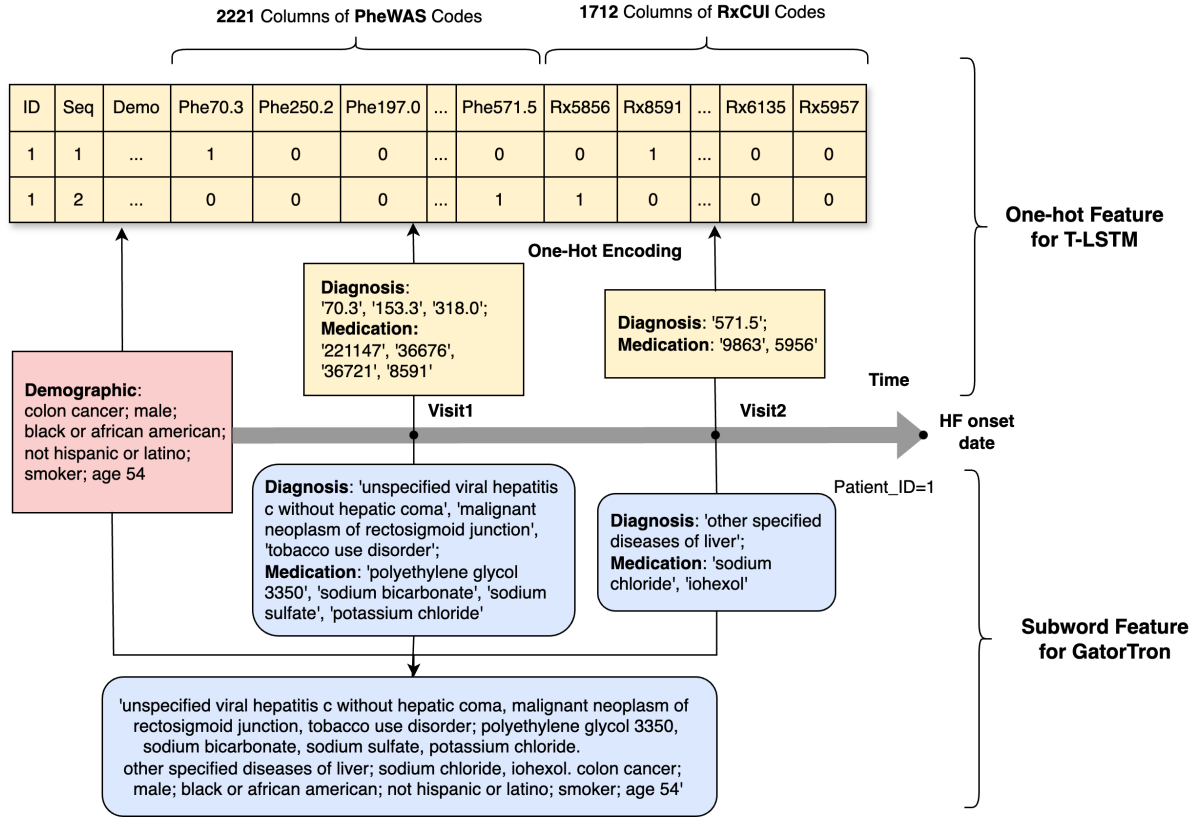 2221 Columns of PheWAS Codes
1712 Columns of RxCUI Codes
ID Seq Demo Phe70.3 Phe250.2 Phe197.0 ... Phe571.5 Rx5856 Rx8591 ... Rx6135 Rx5957
1 1 ... 1 0 0 ... 0 0 1 ... 0 0
1 2 ... 0 0 0 ... 1 1 0 ... 0 0
One-hot Feature
for T-LSTM
One-Hot Encoding
Diagnosis:
'70.3', '153.3', '318.0';
Medication:
'221147', '36676',
'36721', '8591'
Diagnosis: '571.5';
Medication: '9863', 5956'
Demographic:
colon cancer; male;
black or african american;
not hispanic or latino;
smoker; age 54
Visit1
Visit2
Time
HF onset
date
Patient_ID=1
Diagnosis: 'unspecified viral hepatitis
c without hepatic coma', 'malignant
neoplasm of rectosigmoid junction',
'tobacco use disorder';
Medication: 'polyethylene glycol
3350', 'sodium bicarbonate', 'sodium
sulfate', 'potassium chloride'
Diagnosis: 'other specified
diseases of liver';
Medication: 'sodium
chloride', 'iohexol'
Subword Feature
for GatorTron
'unspecified viral hepatitis c without hepatic coma, malignant neoplasm of
rectosigmoid junction, tobacco use disorder; polyethylene glycol 3350,
sodium bicarbonate, sodium sulfate, potassium chloride.
other specified diseases of liver; sodium chloride, iohexol. colon cancer;
male; black or african american; not hispanic or latino; smoker; age 54'